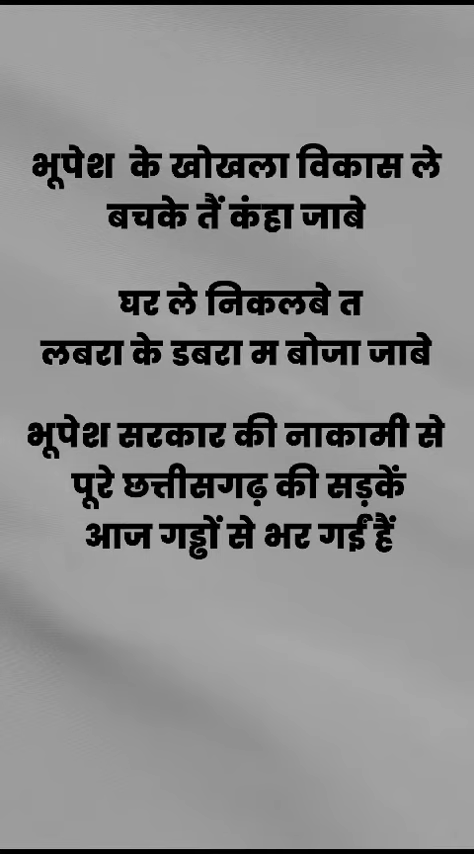 भूपेश के खोखला विकास ले
बचके तैं कंहा जाबे
घर ले निकलबे त
लबरा के डबरा म बोजा जाबे
भूपेश सरकार की नाकामी से
पूरे छत्तीसगढ़ की सड़कें
आज गड्ढों से भर गईं हैं